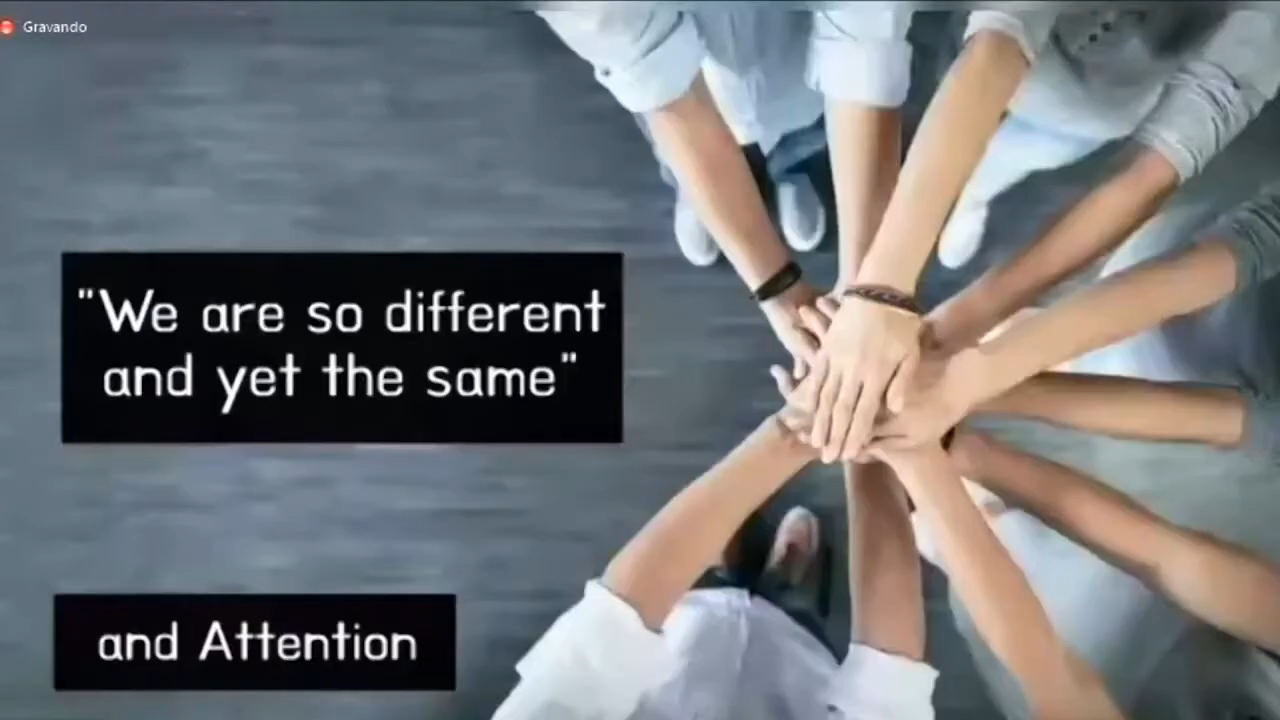 Gravando
"We are so different
and yet the same"
and Attention